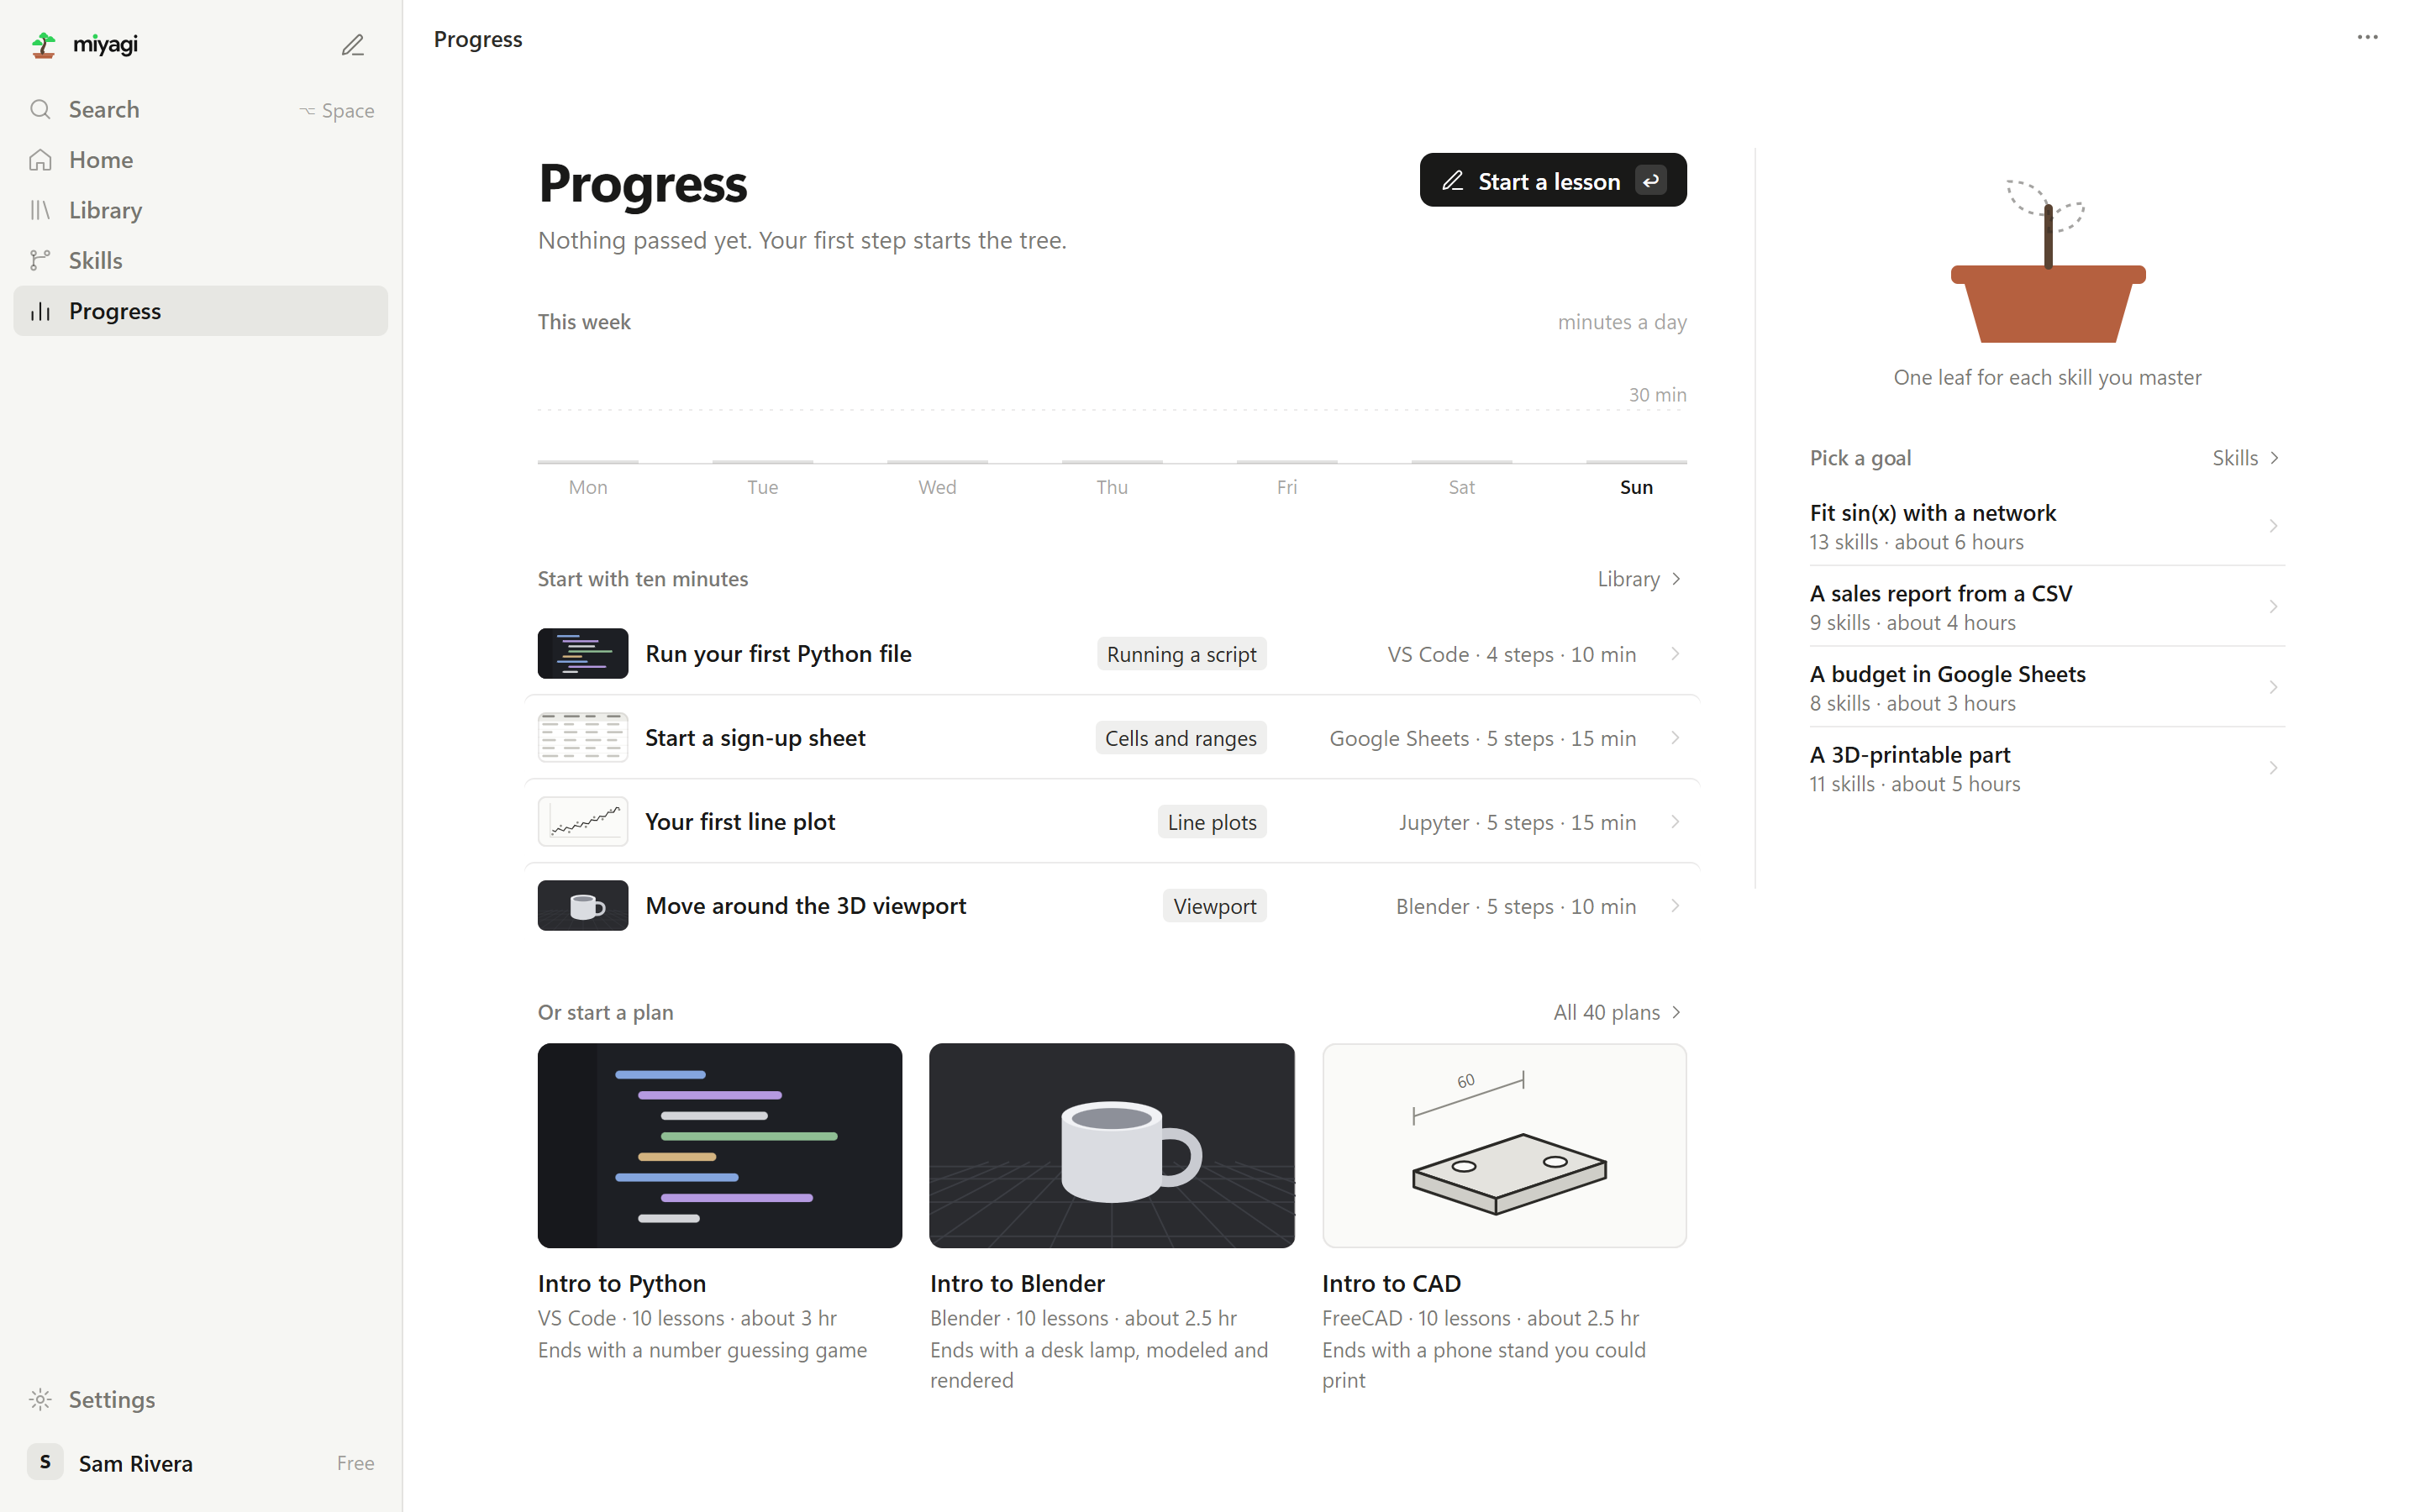 miyagi
Search
⌥ Space
Home
Library
Skills
Progress
Settings
S
Sam Rivera
Free
Progress
Progress
Start a lesson
Nothing passed yet. Your first step starts the tree.
This week
minutes a day
30 min
Mon Tue Wed Thu Fri Sat Sun
Start with ten minutes
Library
Run your first Python file
Running a script
VS Code · 4 steps · 10 min
Start a sign-up sheet
Cells and ranges
Google Sheets · 5 steps · 15 min
Your first line plot
Line plots
Jupyter · 5 steps · 15 min
Move around the 3D viewport
Viewport
Blender · 5 steps · 10 min
Or start a plan
All 40 plans
Intro to Python
VS Code · 10 lessons · about 3 hr
Ends with a number guessing game
Intro to Blender
Blender · 10 lessons · about 2.5 hr
Ends with a desk lamp, modeled and
rendered
60
Intro to CAD
FreeCAD · 10 lessons · about 2.5 hr
Ends with a phone stand you could
print
One leaf for each skill you master
Pick a goal
Skills
Fit sin(x) with a network
13 skills · about 6 hours
A sales report from a CSV
9 skills · about 4 hours
A budget in Google Sheets
8 skills · about 3 hours
A 3D-printable part
11 skills · about 5 hours